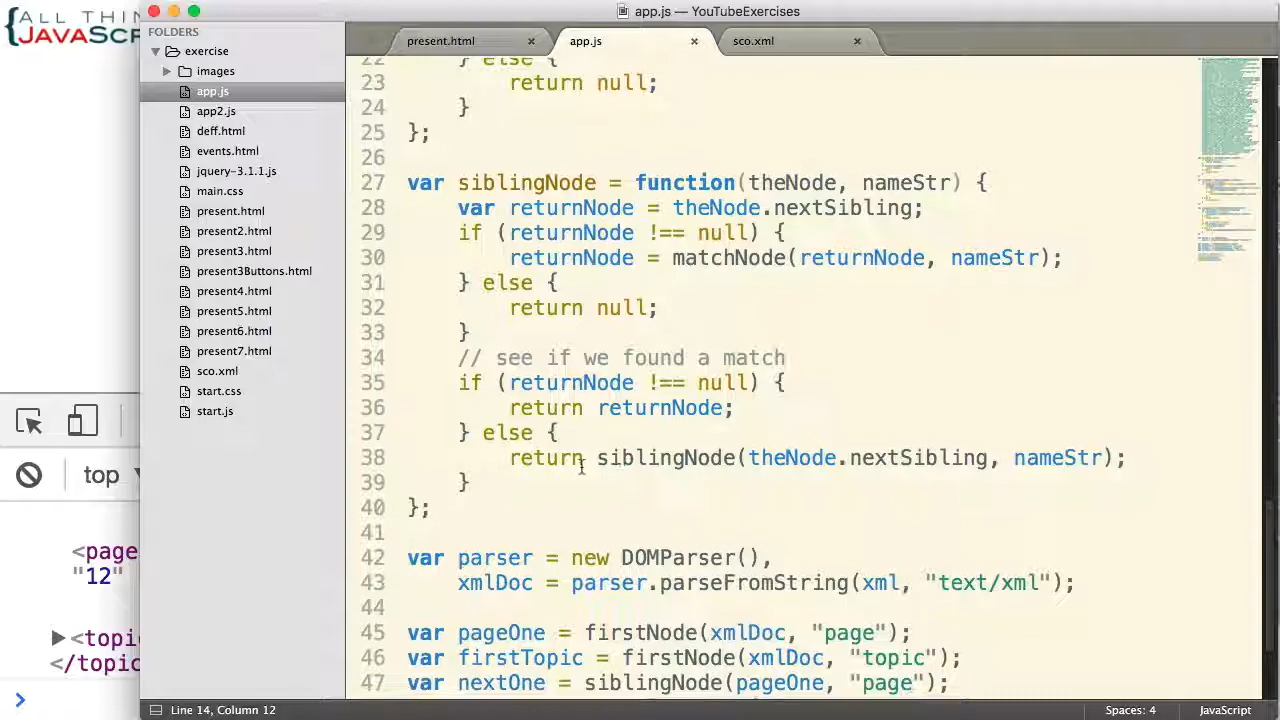 ALL THIN
JAVASCR
app.js — YouTubeExercises
FOLDERS
exercise
images
app.js
app2.js
deff.html
events.html
jquery-3.1.1.js
main.css
present.html
present2.html
present3.html
present3Buttons.html
present4.html
present5.html
present6.html
present7.html
sco.xml
start.css
start.js
present.html
app.js
sco.xml
22 } else {
23 return null;
24 }
25 };
26
27 var siblingNode = function(theNode, nameStr) {
28 var returnNode = theNode.nextSibling;
29 if (returnNode !== null) {
30 returnNode = matchNode(returnNode, nameStr);
31 } else {
32 return null;
33 }
34 // see if we found a match
35 if (returnNode !== null) {
36 return returnNode;
37 } else {
38 return siblingNode(theNode.nextSibling, nameStr);
39 }
40 };
41
42 var parser = new DOMParser(),
43 xmlDoc = parser.parseFromString(xml, "text/xml");
44
45 var pageOne = firstNode(xmlDoc, "page");
46 var firstTopic = firstNode(xmlDoc, "topic");
47 var nextOne = siblingNode(pageOne, "page");
top
<page
"12"
<topi
</topic
Line 14, Column 12
Spaces: 4
JavaScript